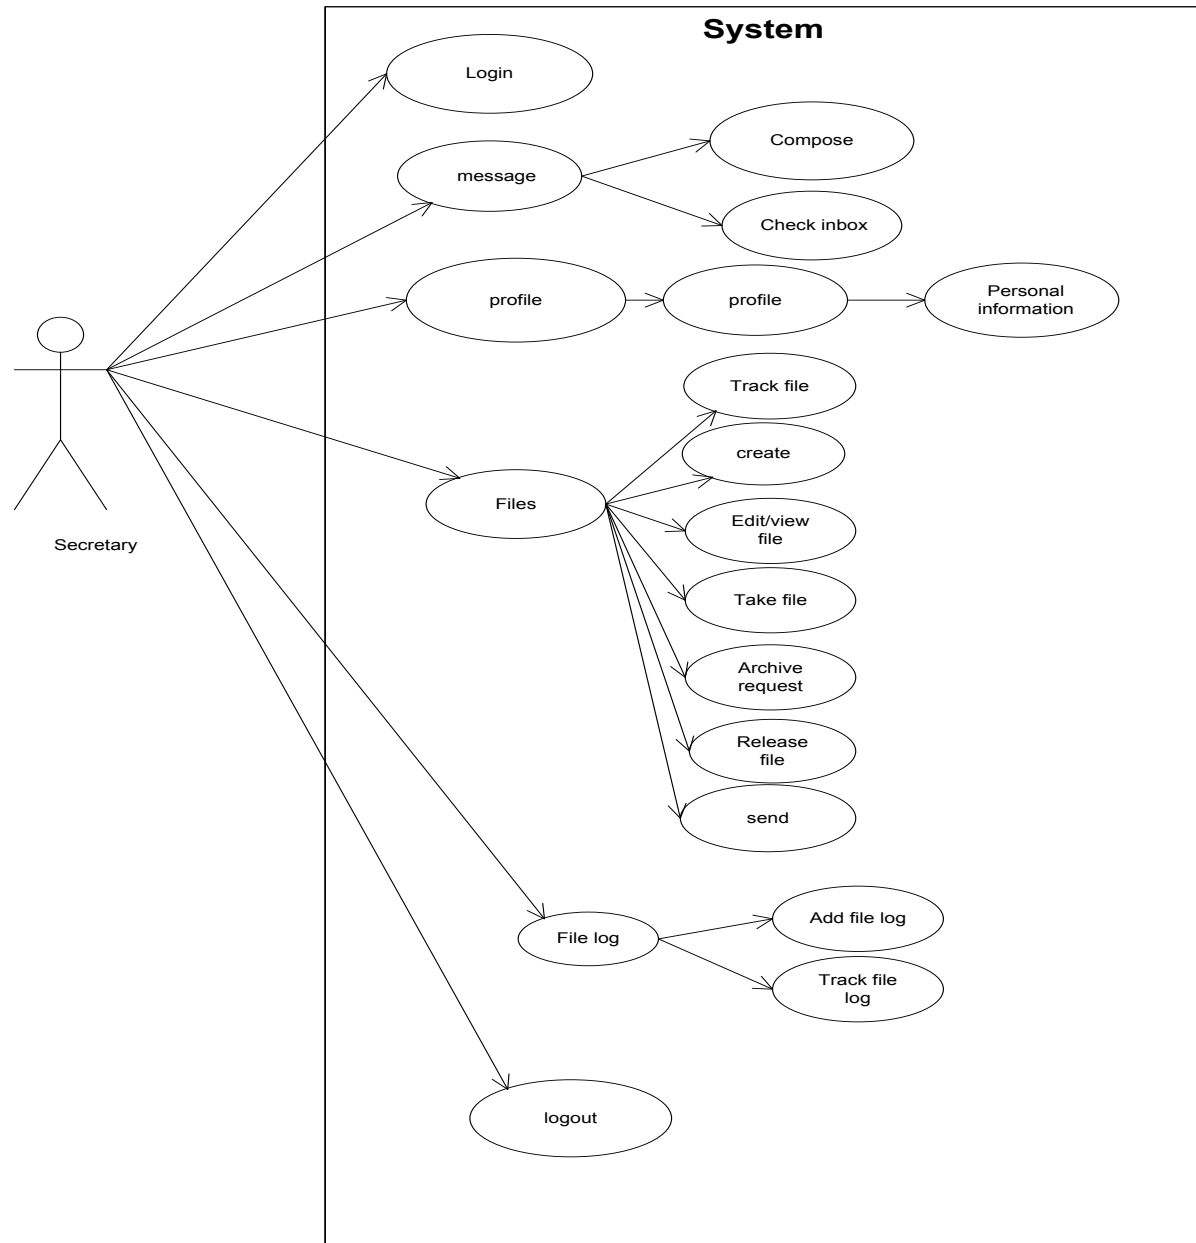 System
Login
Compose
message
Check inbox
profile
profile
Personal
information
Track file
create
Files
Edit/view
file
Secretary
Take file
Archive
request
Release
file
send
Add file log
File log
Track file
log
logout